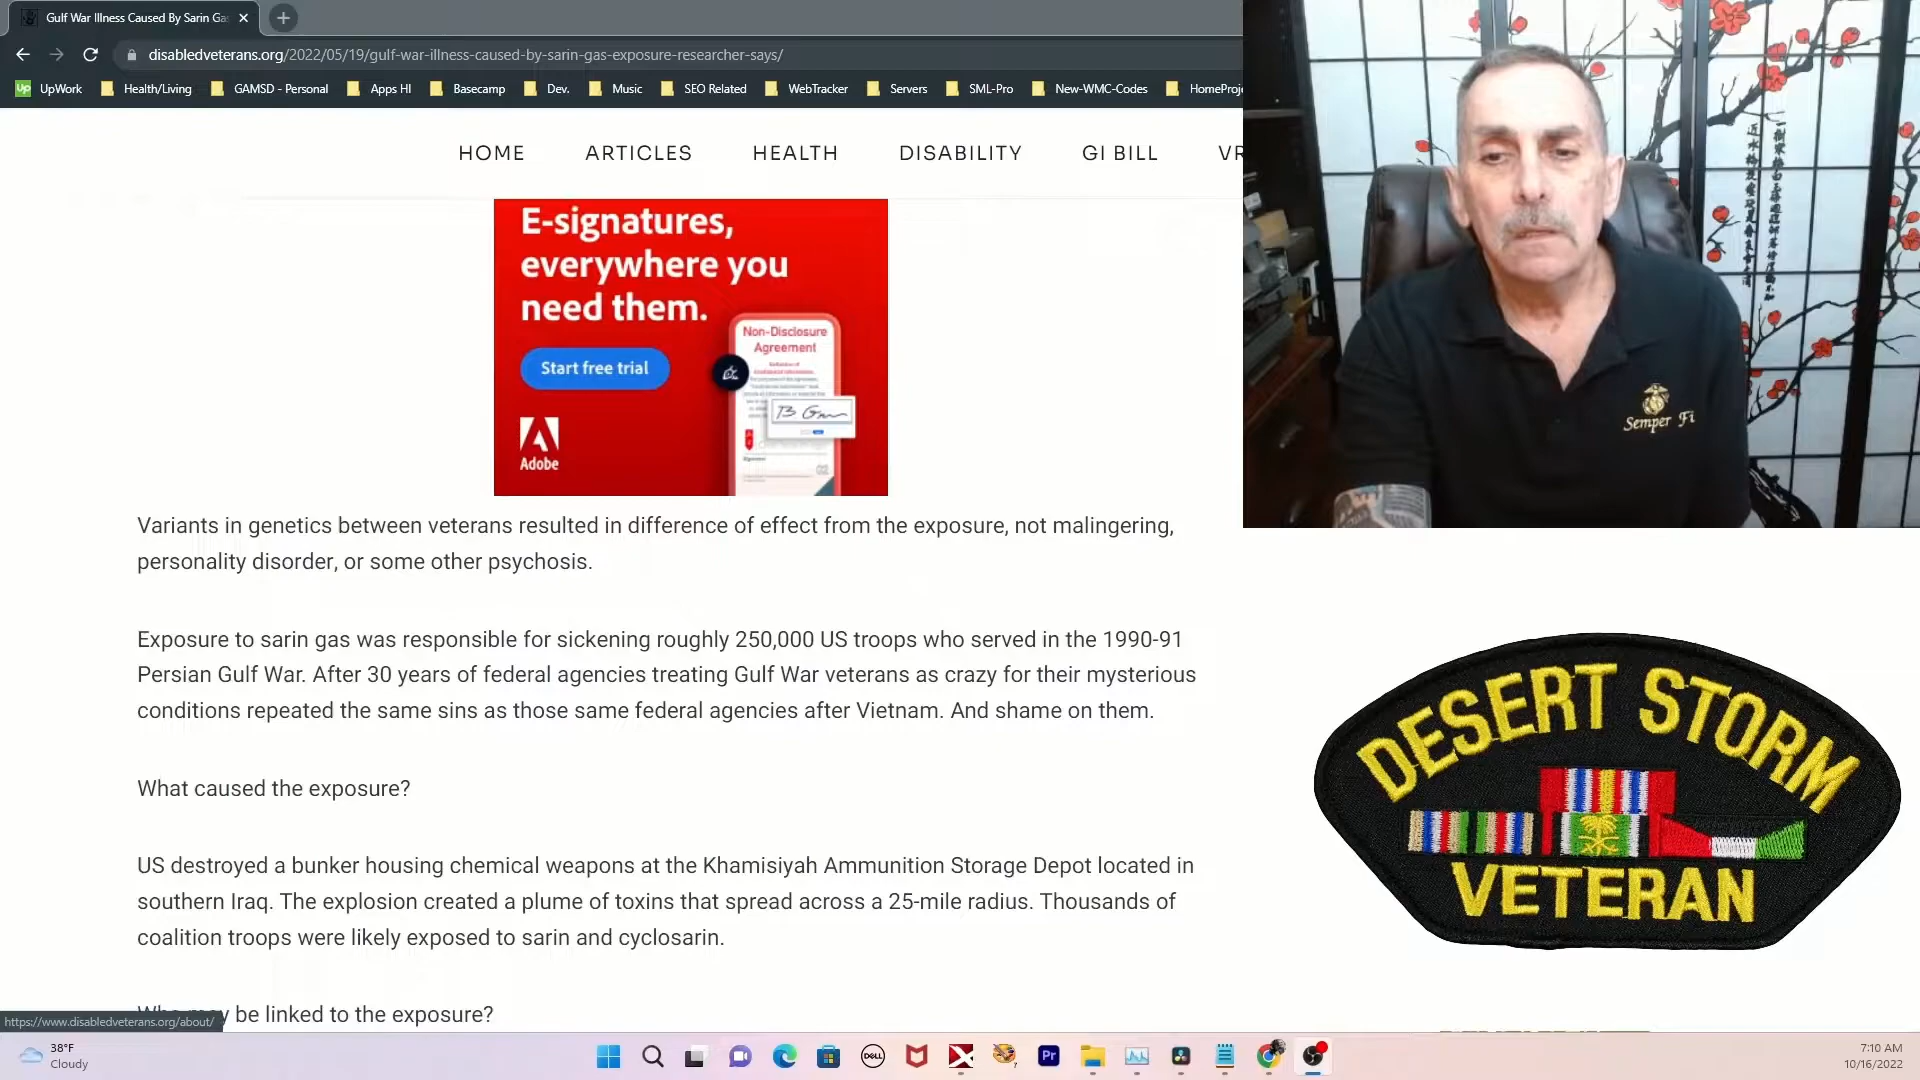 Gulf War Illness Caused By Sarin Ga
disabledveterans.org/2022/05/19/gulf-war-illness-caused-by-sarin-gas-exposure-researcher-says/
Up UpWork Health/Living GAMSD - Personal Apps HI Basecamp Dev. Music SEO Related WebTracker Servers SML-Pro New-WMC-Codes HomeProje
HOME ARTICLES HEALTH DISABILITY GI BILL VR
E-signatures,
everywhere you
need them.
Start free trial
Non-Disclosure
Agreement
Adobe
02
Semper Fi
Variants in genetics between veterans resulted in difference of effect from the exposure, not malingering,
personality disorder, or some other psychosis.
Exposure to sarin gas was responsible for sickening roughly 250,000 US troops who served in the 1990-91
Persian Gulf War. After 30 years of federal agencies treating Gulf War veterans as crazy for their mysterious
conditions repeated the same sins as those same federal agencies after Vietnam. And shame on them.
What caused the exposure?
US destroyed a bunker housing chemical weapons at the Khamisiyah Ammunition Storage Depot located in
southern Iraq. The explosion created a plume of toxins that spread across a 25-mile radius. Thousands of
coalition troops were likely exposed to sarin and cyclosarin.
Who may be linked to the exposure?
DESERT STORM
VETERAN
https://www.disabledveterans.org/about/
38°F
Cloudy
DELL
Pr
7:10 AM
10/16/2022